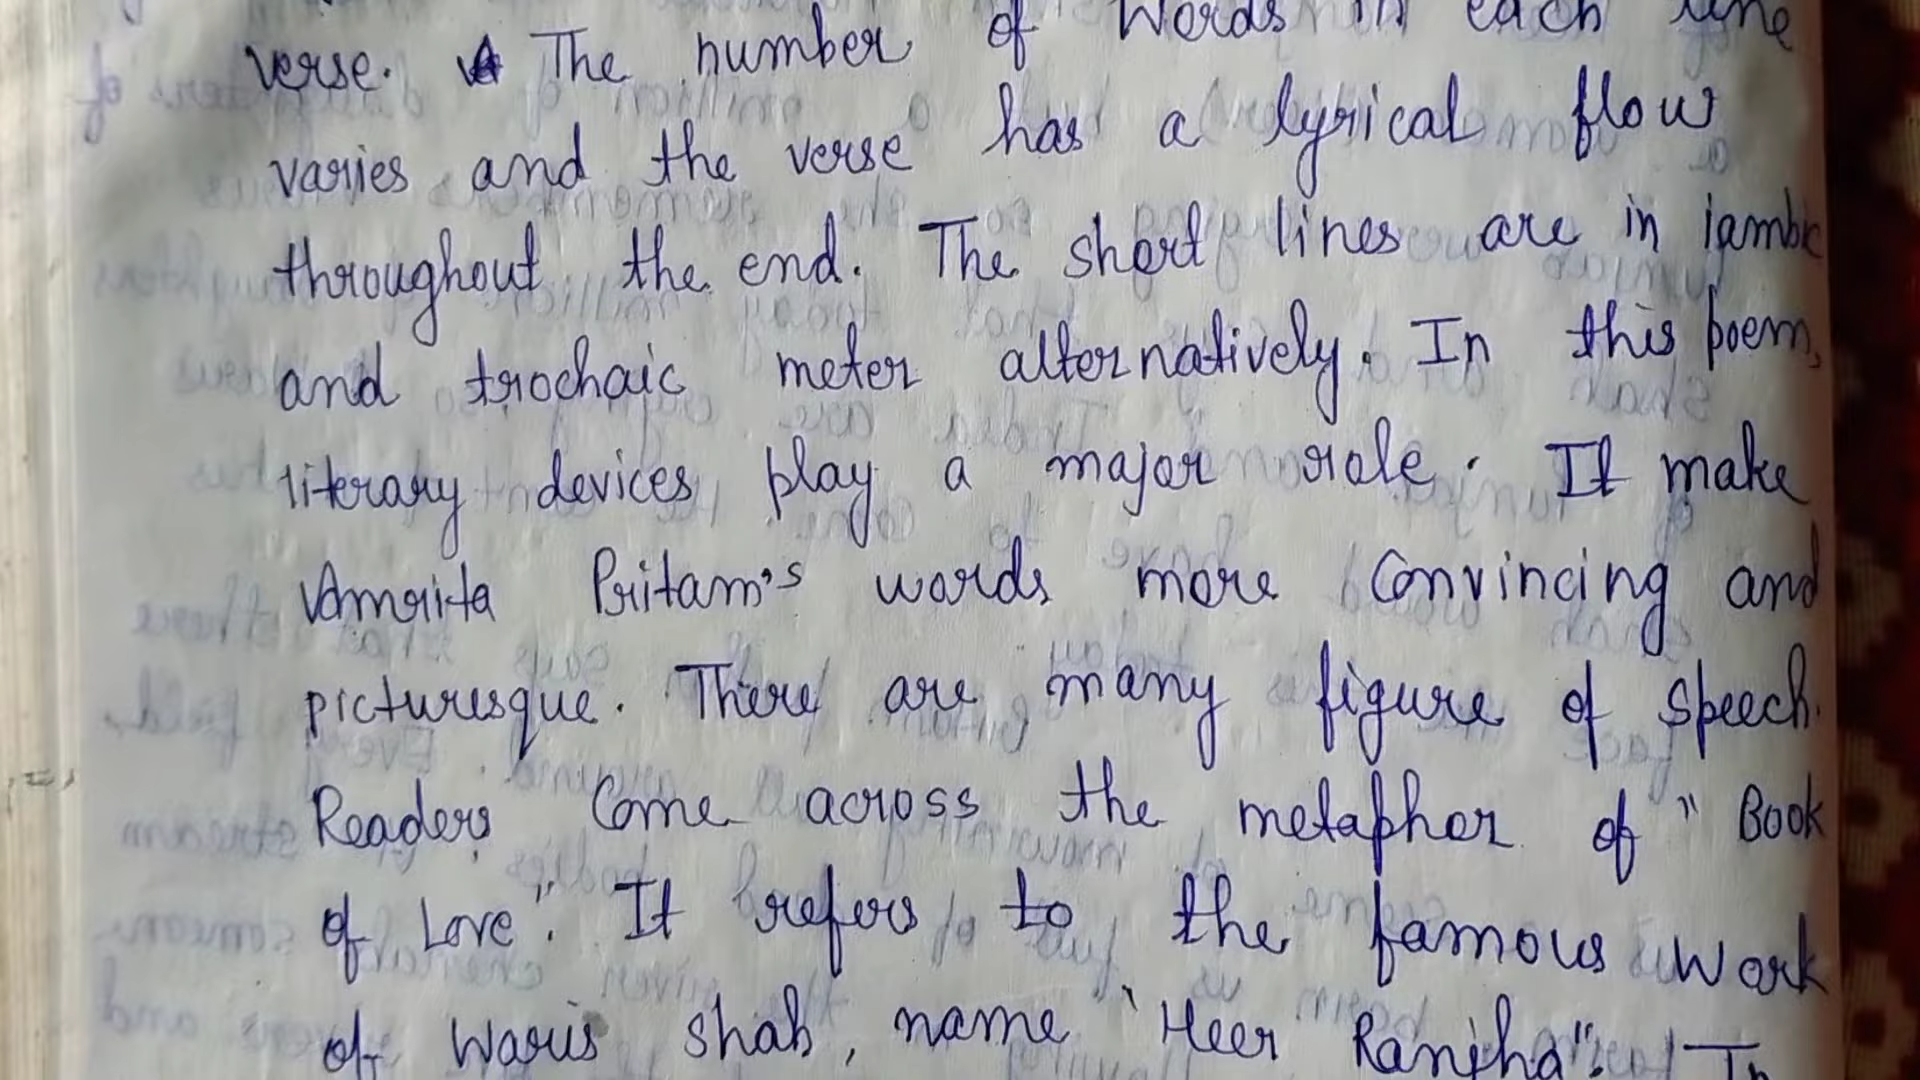 verse. The number of words in each line
varies and the verse has a lyrical flow
throughout the end. The short lines are in iambc
and trochaic meter alternatively. In this poem,
literary devices play a major role. It make
Amrita Pritam's words more convincing and
picturesque. There are many figure of speech.
Readers come across the metaphor of "Book
of Love". It refers to the famous work
of Waris shah, name "Heer Ranjha". In